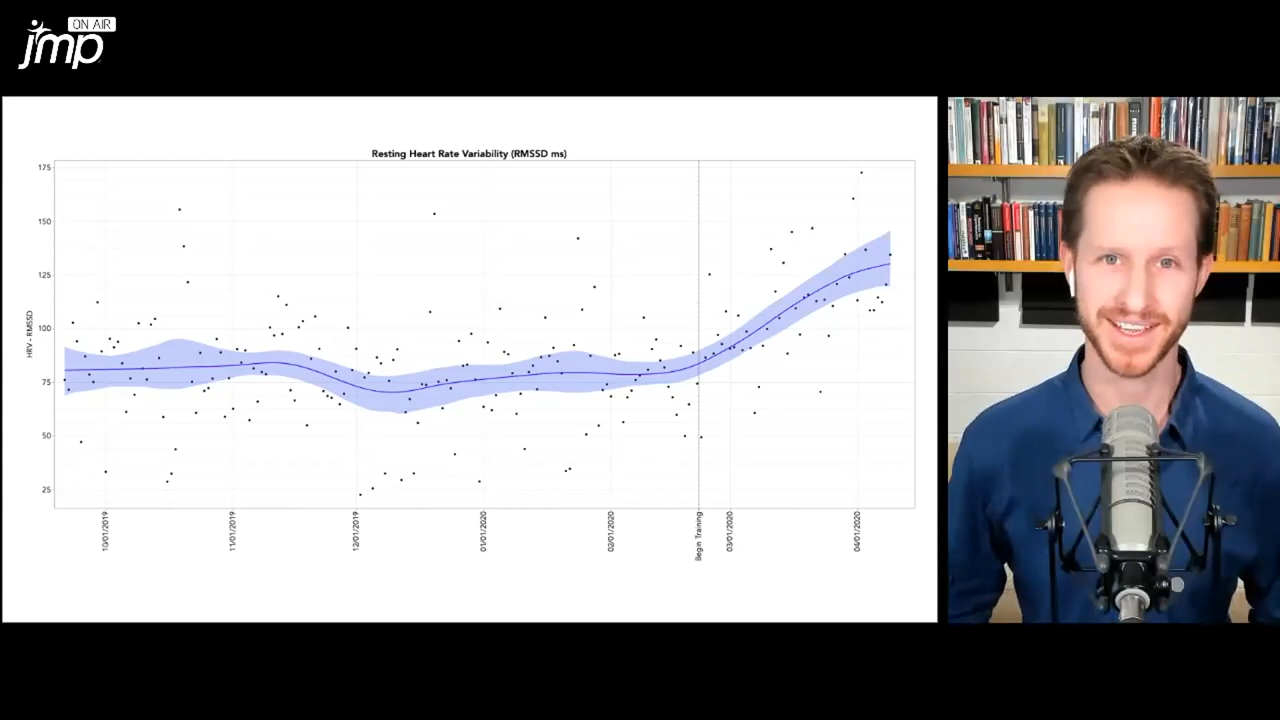 ON AIR
jmp
Resting Heart Rate Variability (RMSSD ms)
HRV - RMSSD
175
150
125
100
75
50
25
10/01/2019
11/01/2019
12/01/2019
01/01/2020
02/01/2020
Begin Training
03/01/2020
04/01/2020